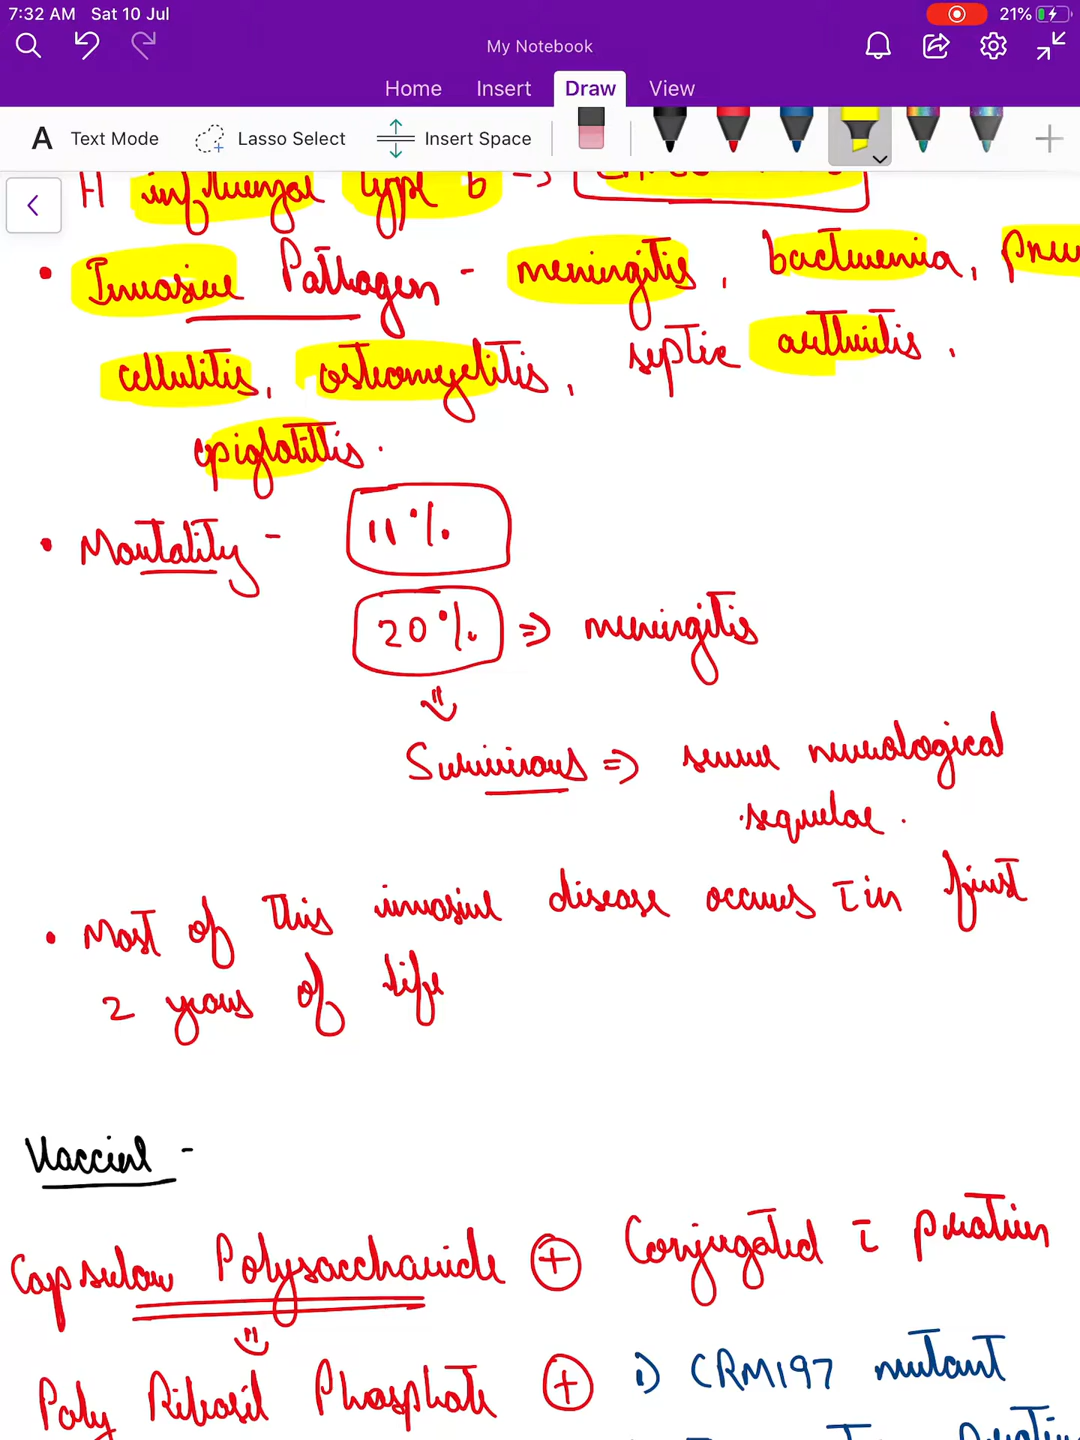 7:32 AM Sat 10 Jul 21%
My Notebook
Home Insert Draw View
A Text Mode Lasso Select Insert Space
H influenzae type b →
• Invasive Pathogen - meningitis, bacteremia, pneu
cellulitis, osteomyelitis, septic arthritis,
epiglotittis.
• Mortality - 11%
20% ⇒ meningitis
Survivors ⇒ severe neurological
sequelae.
• Most of this invasive disease occurs in first
2 years of life
Vaccine -
Capsular Polysaccharide + Conjugated c̄ protein
Poly Ribosil Phosphate + 1) CRM197 mutant